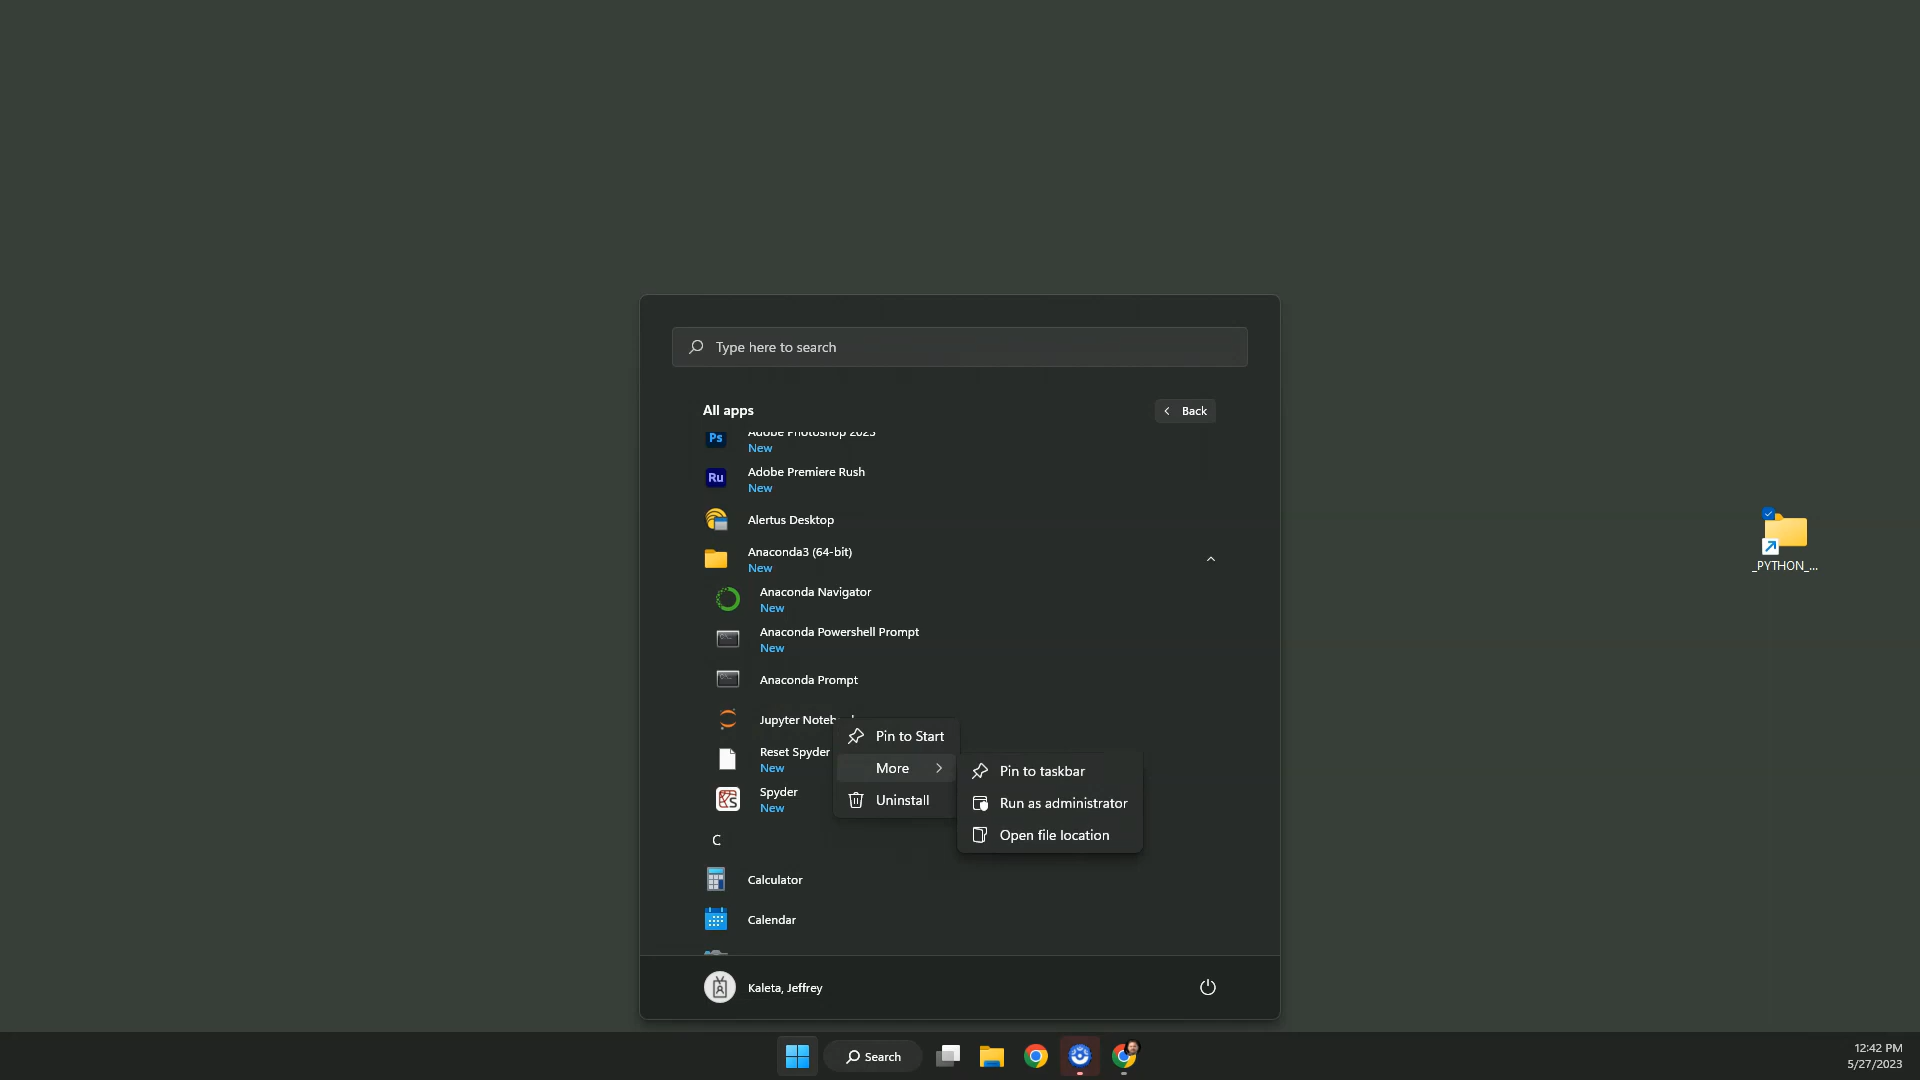 Type here to search
All apps
Back
Ps
Adobe Photoshop 2023
New
Ru
Adobe Premiere Rush
New
Alertus Desktop
Anaconda3 (64-bit)
New
Anaconda Navigator
New
Anaconda Powershell Prompt
New
Anaconda Prompt
Jupyter Noteb
Pin to Start
Reset Spyder
New
More
Pin to taskbar
Spyder
New
Uninstall
Run as administrator
Open file location
C
Calculator
Calendar
Kaleta, Jeffrey
_PYTHON_...
Search
12:42 PM
5/27/2023